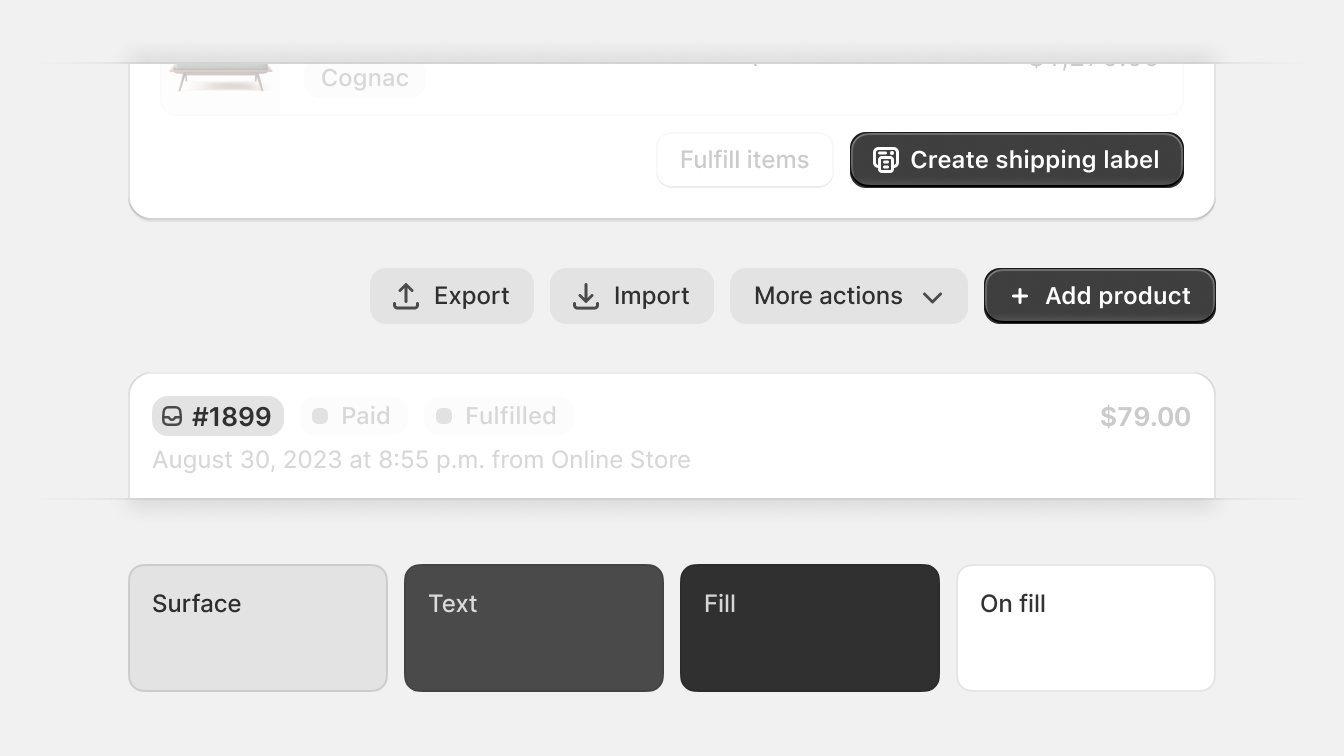 Cognac
Fulfill items
Create shipping label
Export
Import
More actions
Add product
#1899
Paid
Fulfilled
$79.00
August 30, 2023 at 8:55 p.m. from Online Store
Surface
Text
Fill
On fill